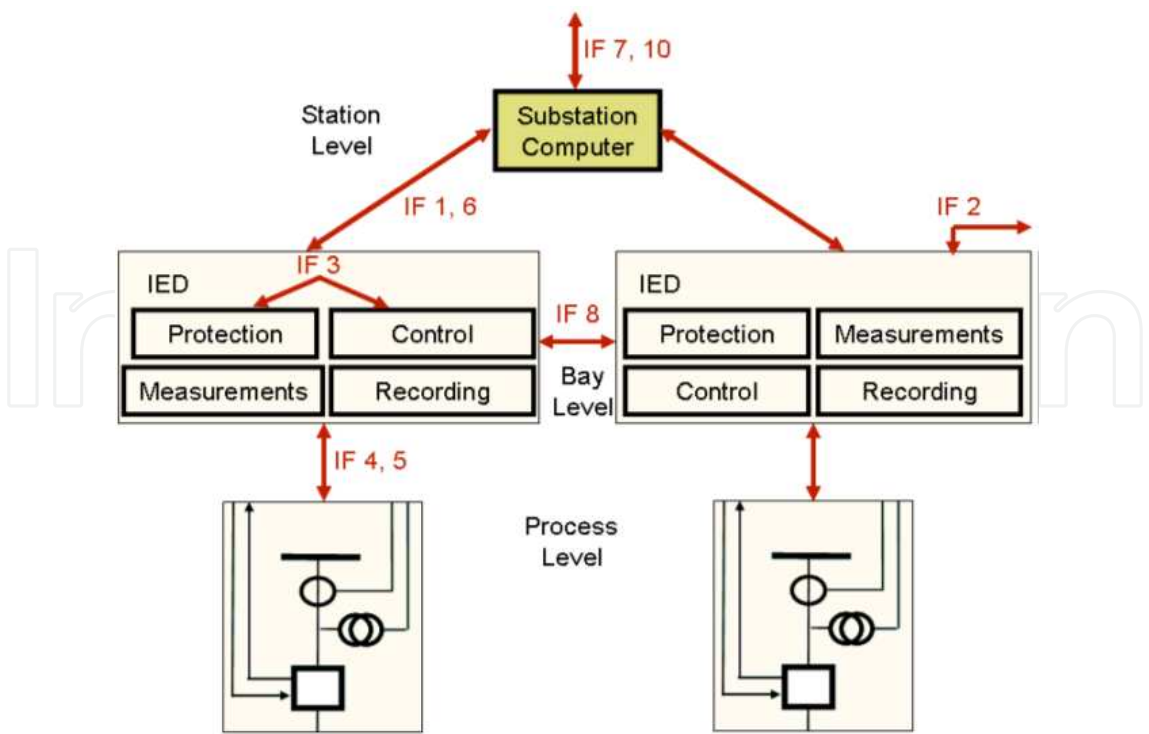 IF 7, 10
Station
Level
Substation
Computer
IF 1, 6
IF 2
IF 3
IED
Protection
Control
Measurements
Recording
IF 8
Bay
Level
IED
Protection
Measurements
Control
Recording
IF 4, 5
Process
Level